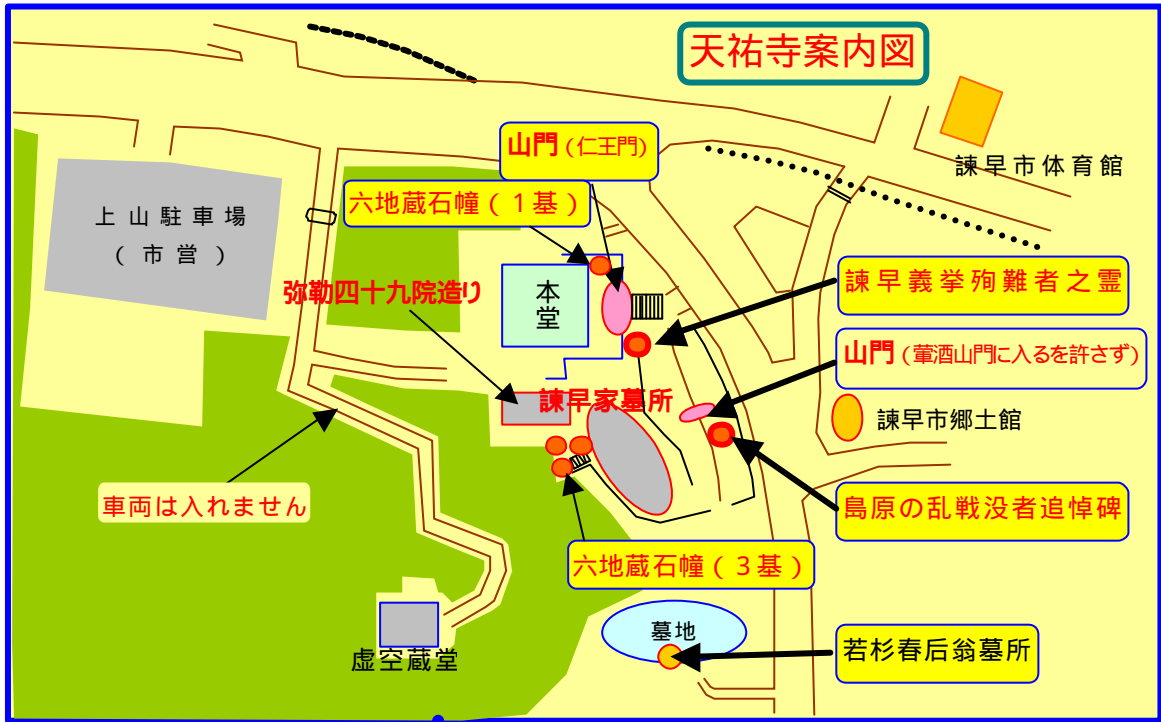 天祐寺案内図
山門(仁王門)
諫早市体育館
六地蔵石幢(1基)
上山駐車場
(市営)
弥勒四十九院造り
本堂
諫早義挙殉難者之霊
山門(葷酒山門に入るを許さず)
諫早家墓所
諫早市郷土館
車両は入れません
島原の乱戦没者追悼碑
六地蔵石幢(3基)
墓地
若杉春后翁墓所
虚空蔵堂